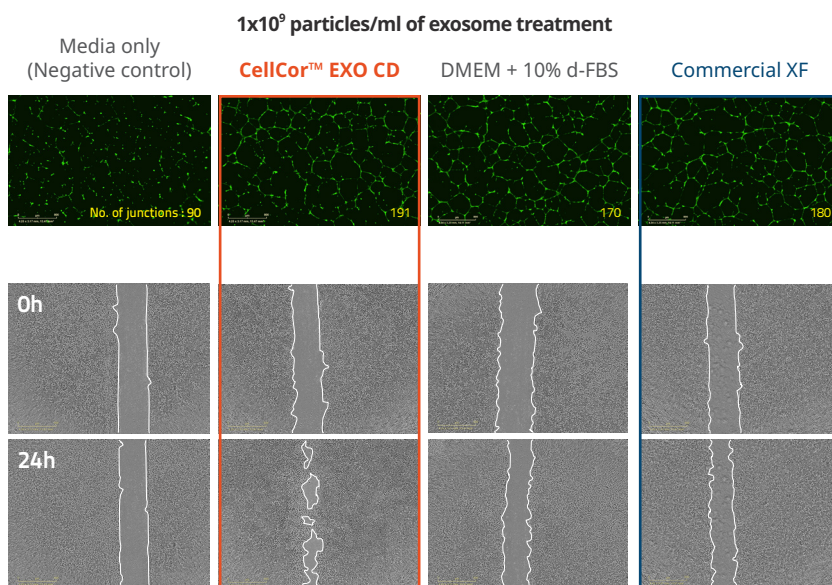 1x10⁹ particles/ml of exosome treatment
Media only
(Negative control)
CellCor™ EXO CD
DMEM + 10% d-FBS
Commercial XF
No. of junctions : 90
191
170
180
0h
24h